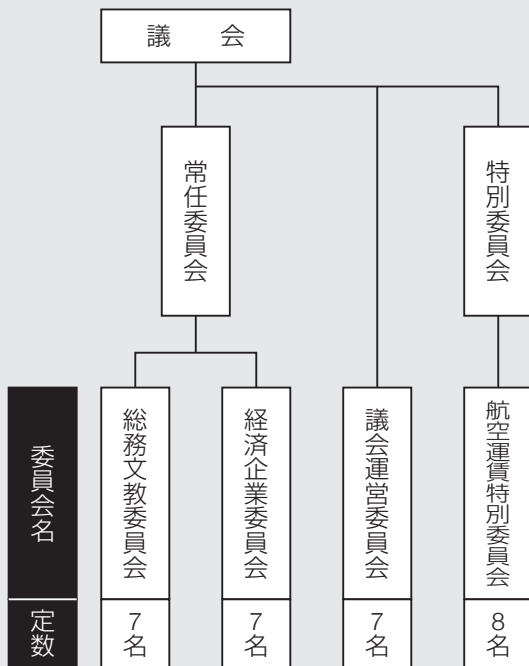 議 会
常任委員会
特別委員会
委員会名
総務文教委員会
経済企業委員会
議会運営委員会
航空運賃特別委員会
定数
7名
7名
7名
8名